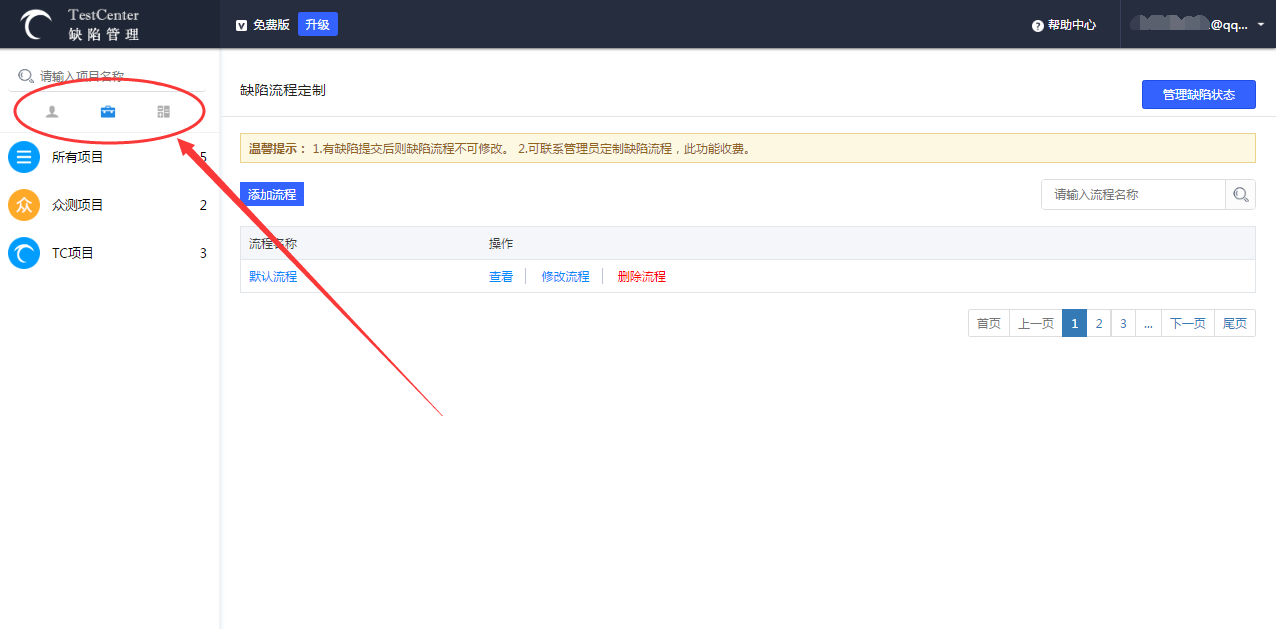 TestCenter
缺陷管理
免费版 升级
帮助中心
@qq...
请输入项目名称
所有项目 5
众测项目 2
TC项目 3
缺陷流程定制
管理缺陷状态
温馨提示： 1.有缺陷提交后则缺陷流程不可修改。 2.可联系管理员定制缺陷流程，此功能收费。
添加流程
请输入流程名称
流程名称 操作
默认流程 查看 修改流程 删除流程
首页 上一页 1 2 3 ... 下一页 尾页